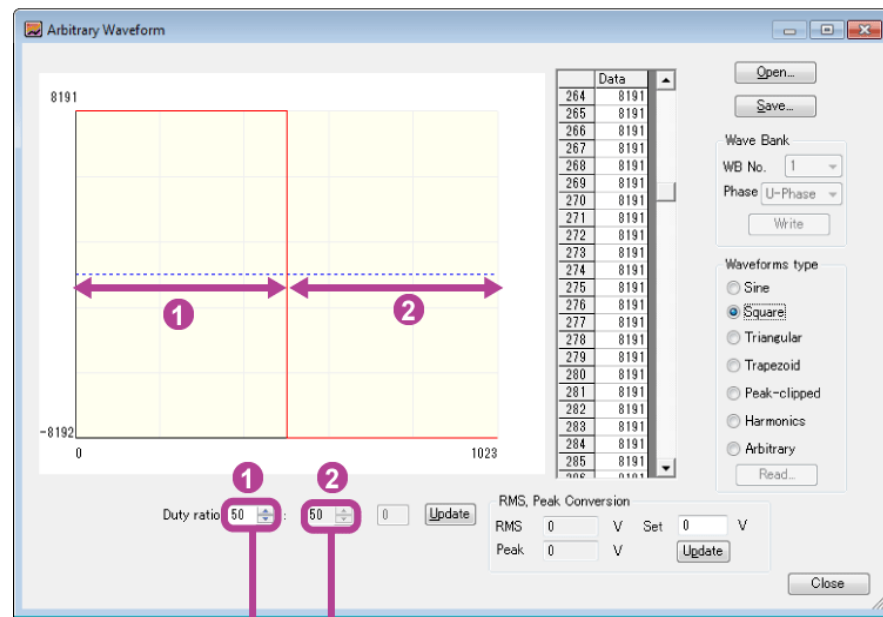 Arbitrary Waveform
8191
-8192
0
1023
1
2
Data
264 8191
265 8191
266 8191
267 8191
268 8191
269 8191
270 8191
271 8191
272 8191
273 8191
274 8191
275 8191
276 8191
277 8191
278 8191
279 8191
280 8191
281 8191
282 8191
283 8191
284 8191
285 8191
Open...
Save...
Wave Bank
WB No. 1
Phase U-Phase
Write
Waveforms type
Sine
Square
Triangular
Trapezoid
Peak-clipped
Harmonics
Arbitrary
Read...
1 2
Duty ratio 50 : 50 0 Update
RMS, Peak Conversion
RMS 0 V Set 0 V
Peak 0 V Update
Close